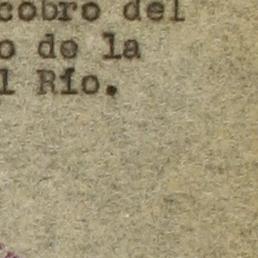 cobro del
o de la
l Río.